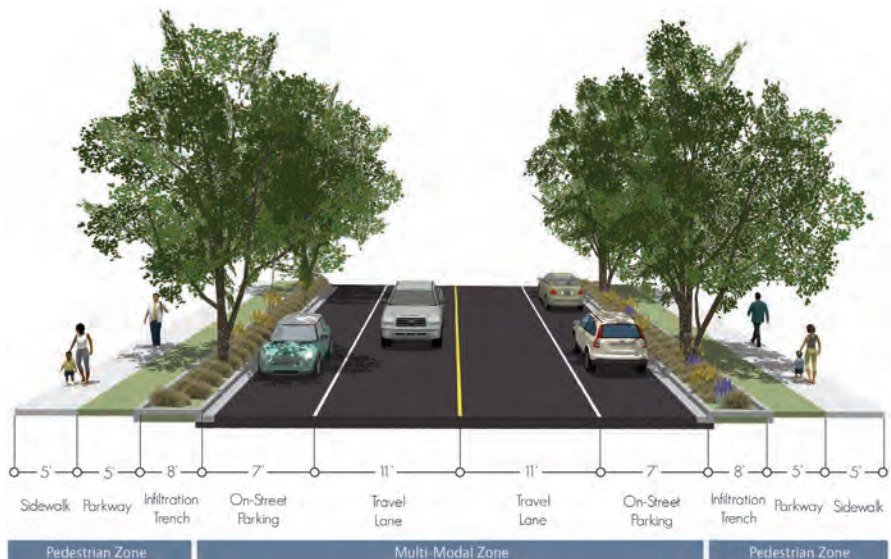 5' 5' 8' 7' 11' 11' 7' 8' 5' 5'
Sidewalk Parkway Infiltration Trench On-Street Parking Travel Lane Travel Lane On-Street Parking Infiltration Trench Parkway Sidewalk
Pedestrian Zone Multi-Modal Zone Pedestrian Zone